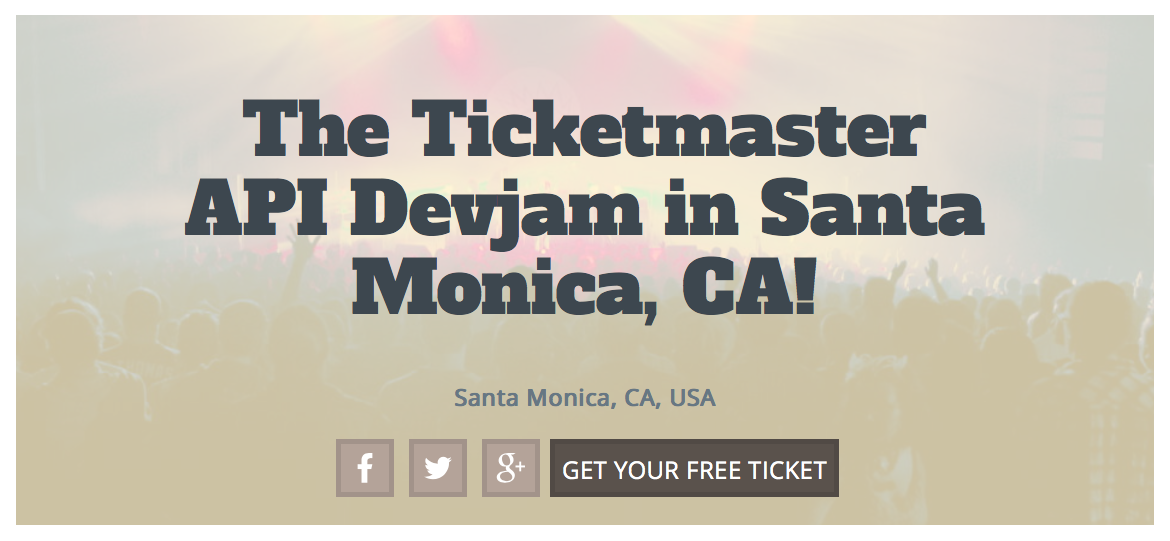 The Ticketmaster
API Devjam in Santa
Monica, CA!
Santa Monica, CA, USA
f
g+
GET YOUR FREE TICKET